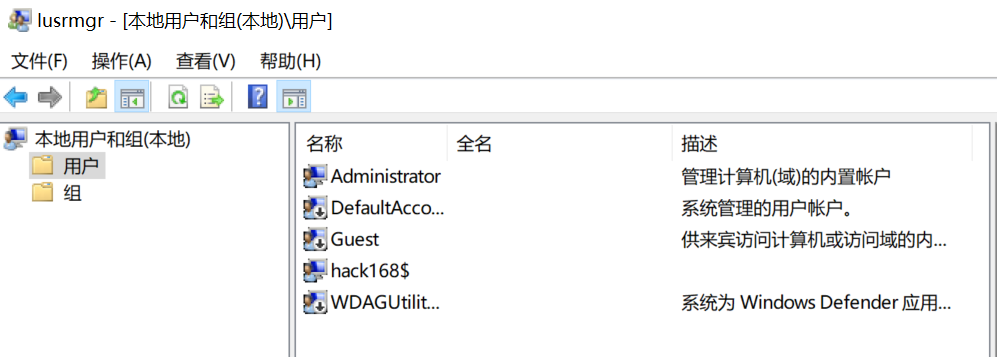 lusrmgr - [本地用户和组(本地)\用户]
文件(F) 操作(A) 查看(V) 帮助(H)
本地用户和组(本地)
用户
组
名称 全名 描述
Administrator 管理计算机(域)的内置帐户
DefaultAcco... 系统管理的用户帐户。
Guest 供来宾访问计算机或访问域的内...
hack168$
WDAGUtilit... 系统为 Windows Defender 应用...